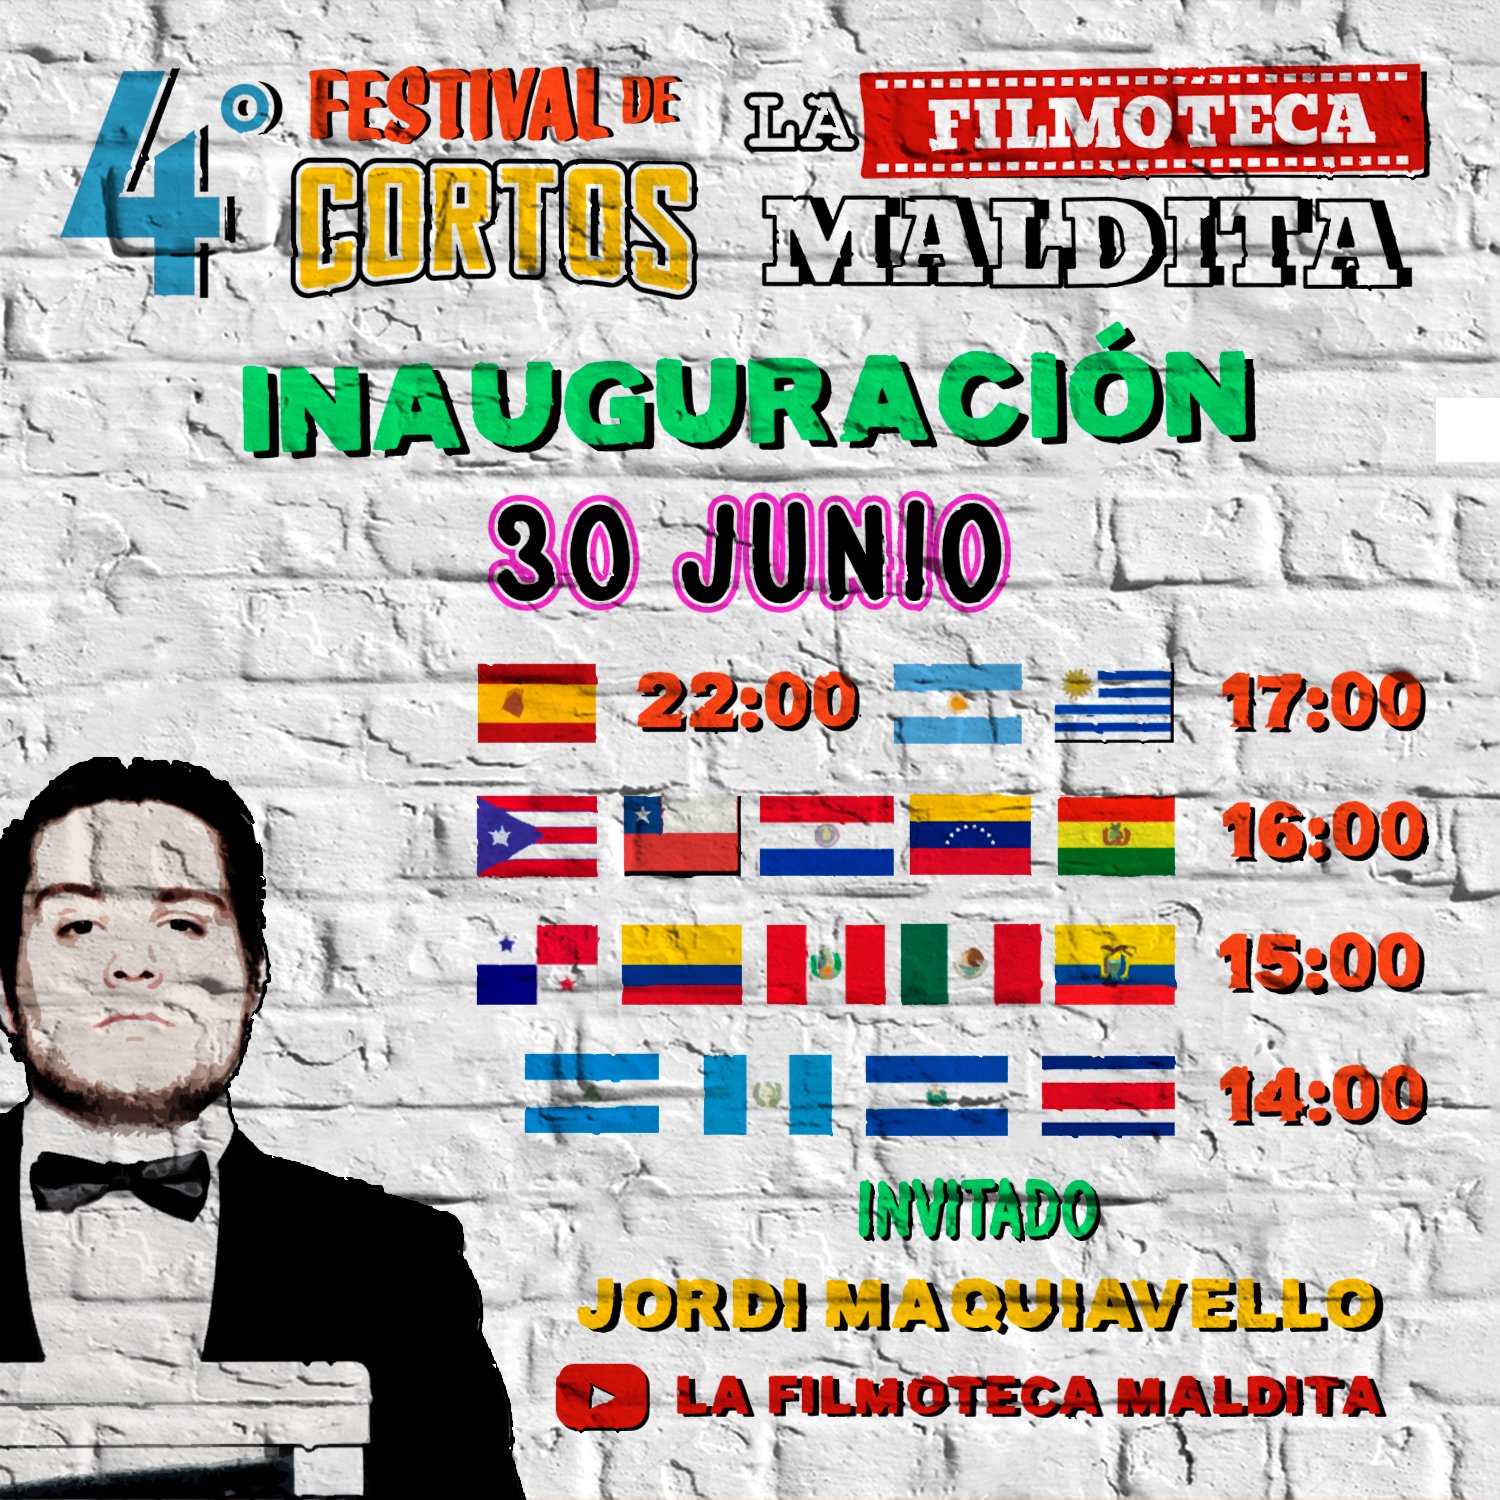 4º FESTIVAL DE
CORTOS
LA FILMOTECA
MALDITA
INAUGURACIÓN
30 JUNIO
22:00 17:00
16:00
15:00
14:00
INVITADO
JORDI MAQUIAVELLO
LA FILMOTECA MALDITA